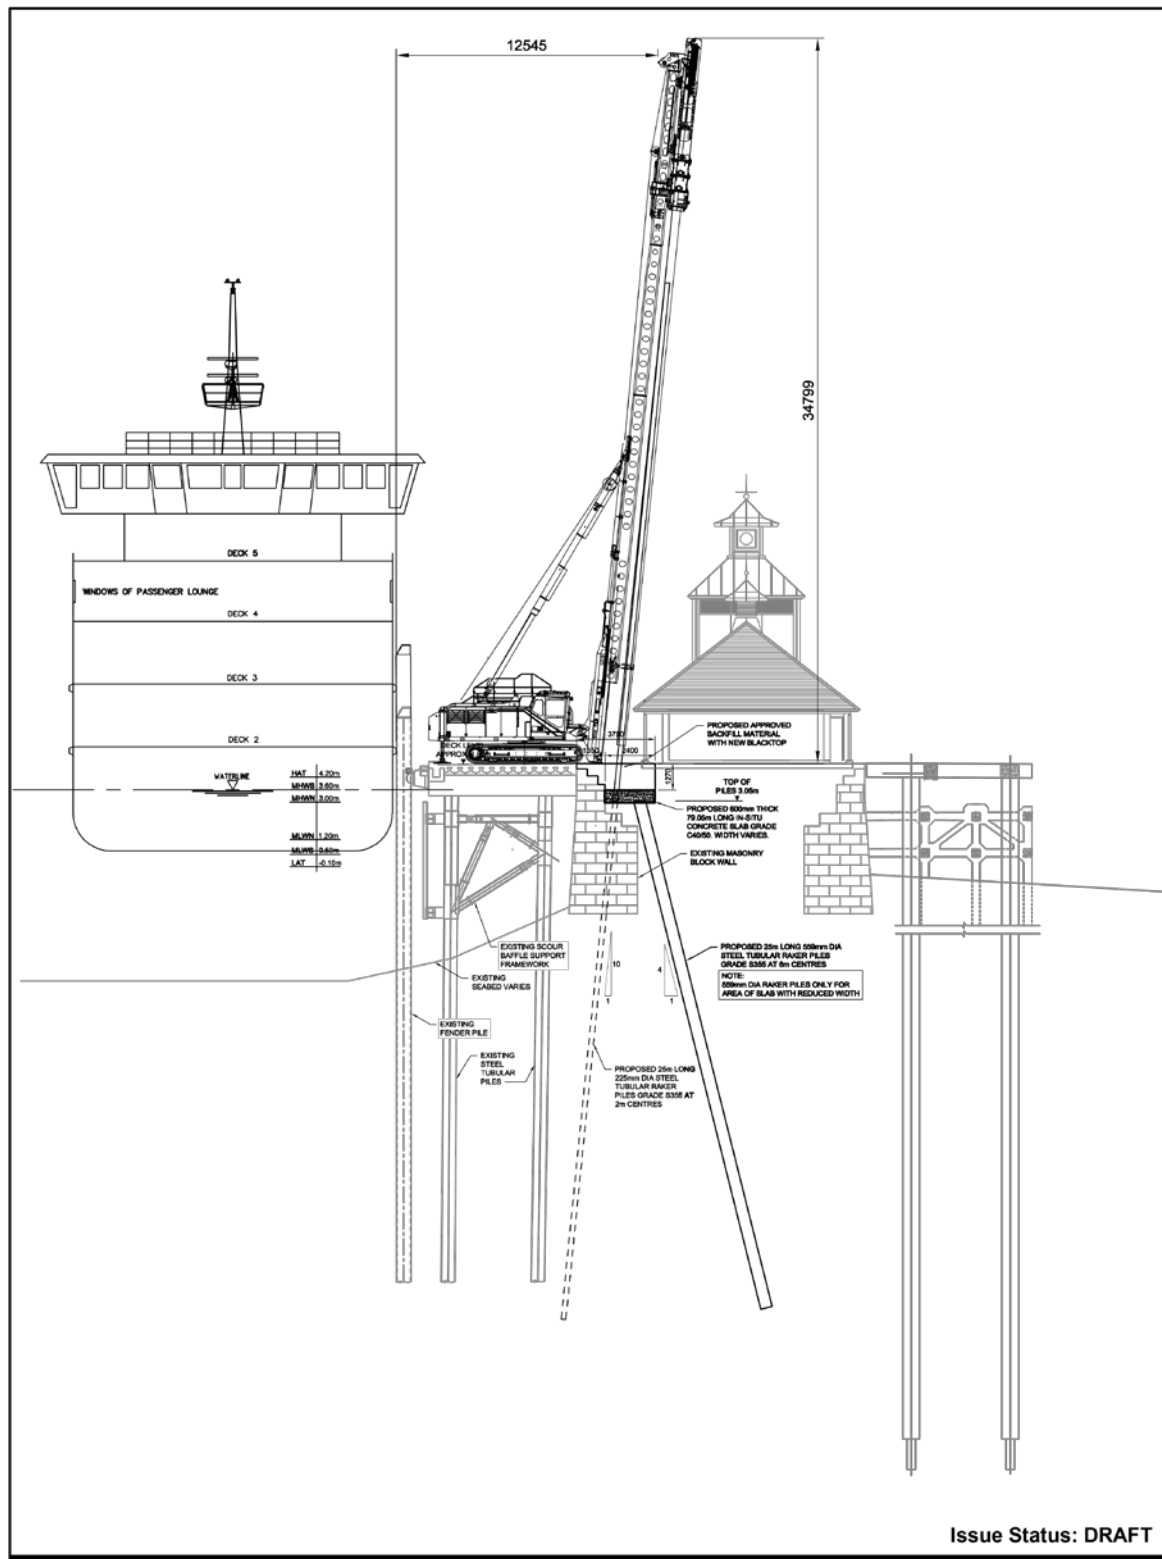 12545
34799
DECK 5
WINDOWS OF PASSENGER LOUNGE
DECK 4
DECK 3
DECK 2
WATERLINE
HAT 4.20m
MHWS 3.60m
MHWN 3.00m
MLWN 1.20m
MLWS 0.60m
LAT -0.10m
DECK LEVEL
APPROX
3750
1350
2400
1270
PROPOSED APPROVED
BACKFILL MATERIAL
WITH NEW BLACKTOP
TOP OF
PILES 3.05m
PROPOSED 600mm THICK
79.05m LONG IN-SITU
CONCRETE SLAB GRADE
C40/50. WIDTH VARIES.
EXISTING MASONRY
BLOCK WALL
EXISTING SCOUR
BAFFLE SUPPORT
FRAMEWORK
EXISTING
SEABED VARIES
10
1
4
1
PROPOSED 25m LONG 559mm DIA
STEEL TUBULAR RAKER PILES
GRADE S355 AT 6m CENTRES
NOTE:
559mm DIA RAKER PILES ONLY FOR
AREA OF SLAB WITH REDUCED WIDTH
EXISTING
FENDER PILE
EXISTING
STEEL
TUBULAR
PILES
PROPOSED 25m LONG
225mm DIA STEEL
TUBULAR RAKER
PILES GRADE S355 AT
2m CENTRES
Issue Status: DRAFT